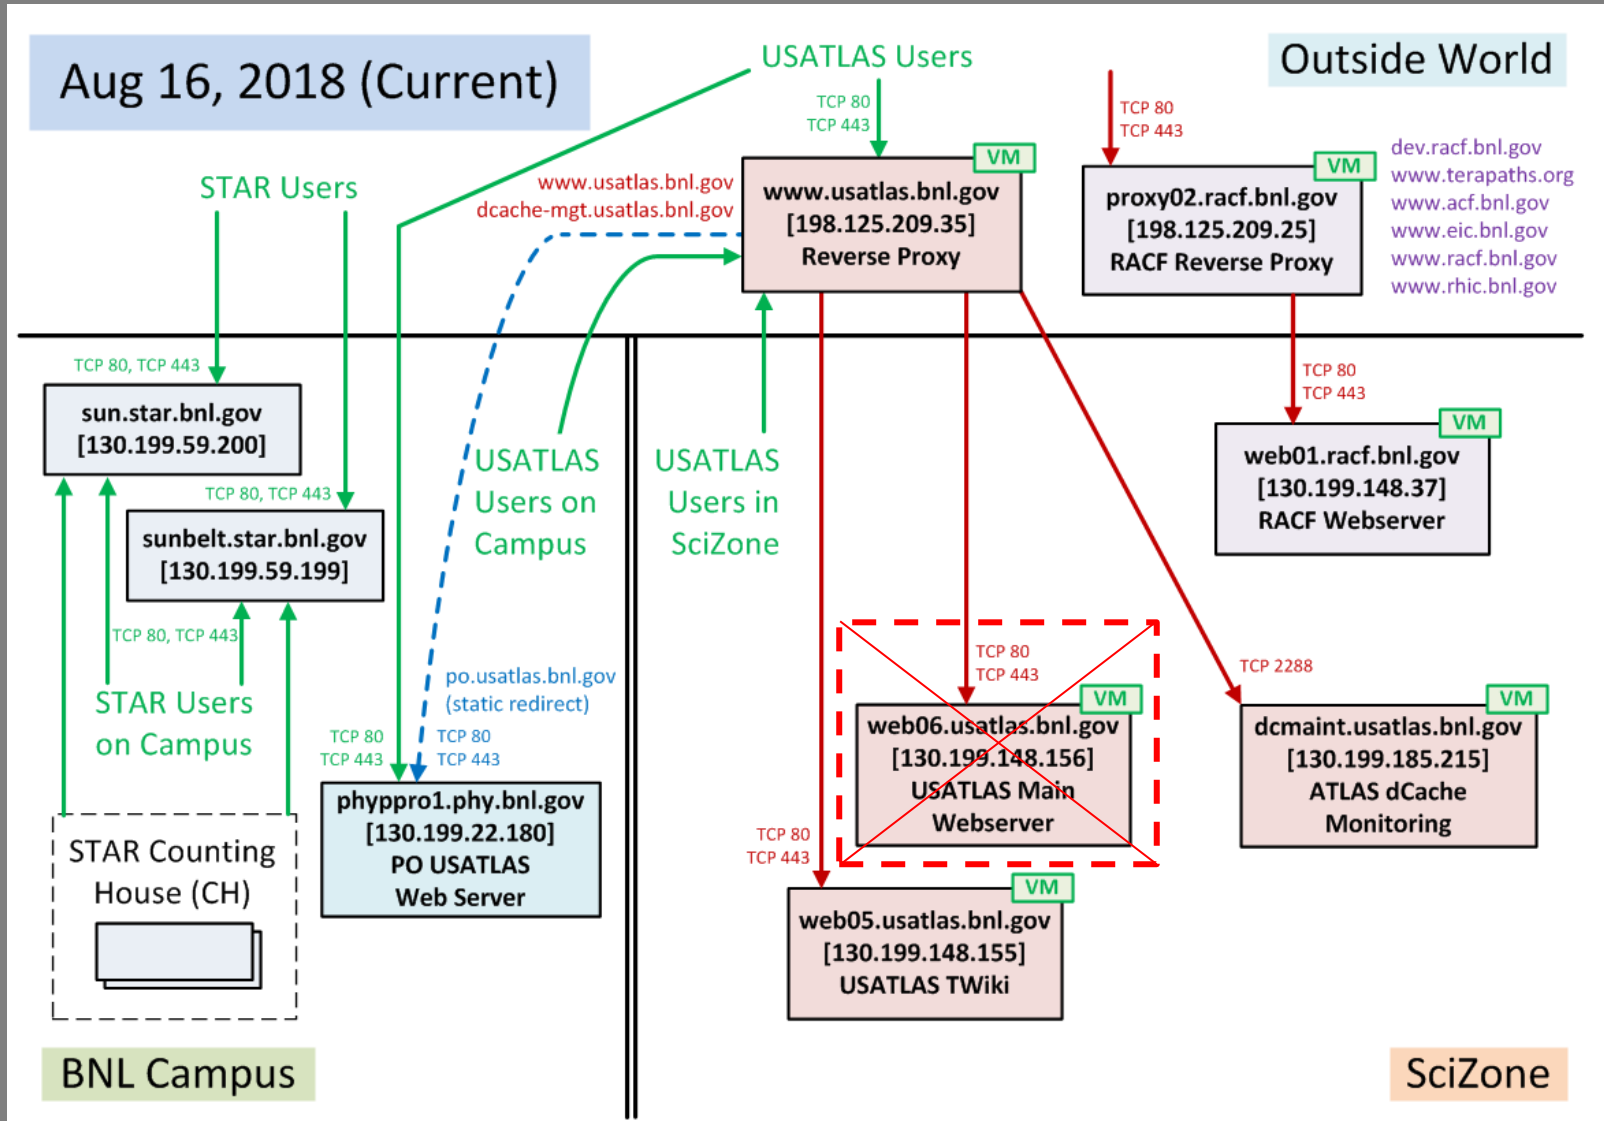 Aug 16, 2018 (Current)
USATLAS Users
Outside World
TCP 80
TCP 443
TCP 80
TCP 443
STAR Users
www.usatlas.bnl.gov
dcache-mgt.usatlas.bnl.gov
VM
www.usatlas.bnl.gov
[198.125.209.35]
Reverse Proxy
VM
proxy02.racf.bnl.gov
[198.125.209.25]
RACF Reverse Proxy
dev.racf.bnl.gov
www.terapaths.org
www.acf.bnl.gov
www.eic.bnl.gov
www.racf.bnl.gov
www.rhic.bnl.gov
TCP 80, TCP 443
sun.star.bnl.gov
[130.199.59.200]
TCP 80, TCP 443
sunbelt.star.bnl.gov
[130.199.59.199]
TCP 80, TCP 443
STAR Users
on Campus
USATLAS
Users on
Campus
USATLAS
Users in
SciZone
TCP 80
TCP 443
VM
web01.racf.bnl.gov
[130.199.148.37]
RACF Webserver
po.usatlas.bnl.gov
(static redirect)
TCP 80
TCP 443
TCP 80
TCP 443
phyppro1.phy.bnl.gov
[130.199.22.180]
PO USATLAS
Web Server
STAR Counting
House (CH)
TCP 80
TCP 443
VM
web06.usatlas.bnl.gov
[130.199.148.156]
USATLAS Main
Webserver
TCP 2288
VM
dcmaint.usatlas.bnl.gov
[130.199.185.215]
ATLAS dCache
Monitoring
TCP 80
TCP 443
VM
web05.usatlas.bnl.gov
[130.199.148.155]
USATLAS TWiki
BNL Campus
SciZone